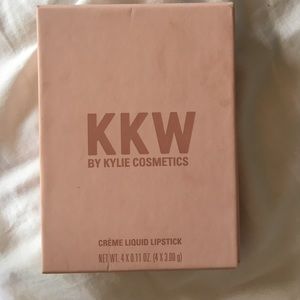 KKW
BY KYLIE COSMETICS
CRÈME LIQUID LIPSTICK
NET WT. 4 X 0.11 OZ. (4 X 3.00 g)